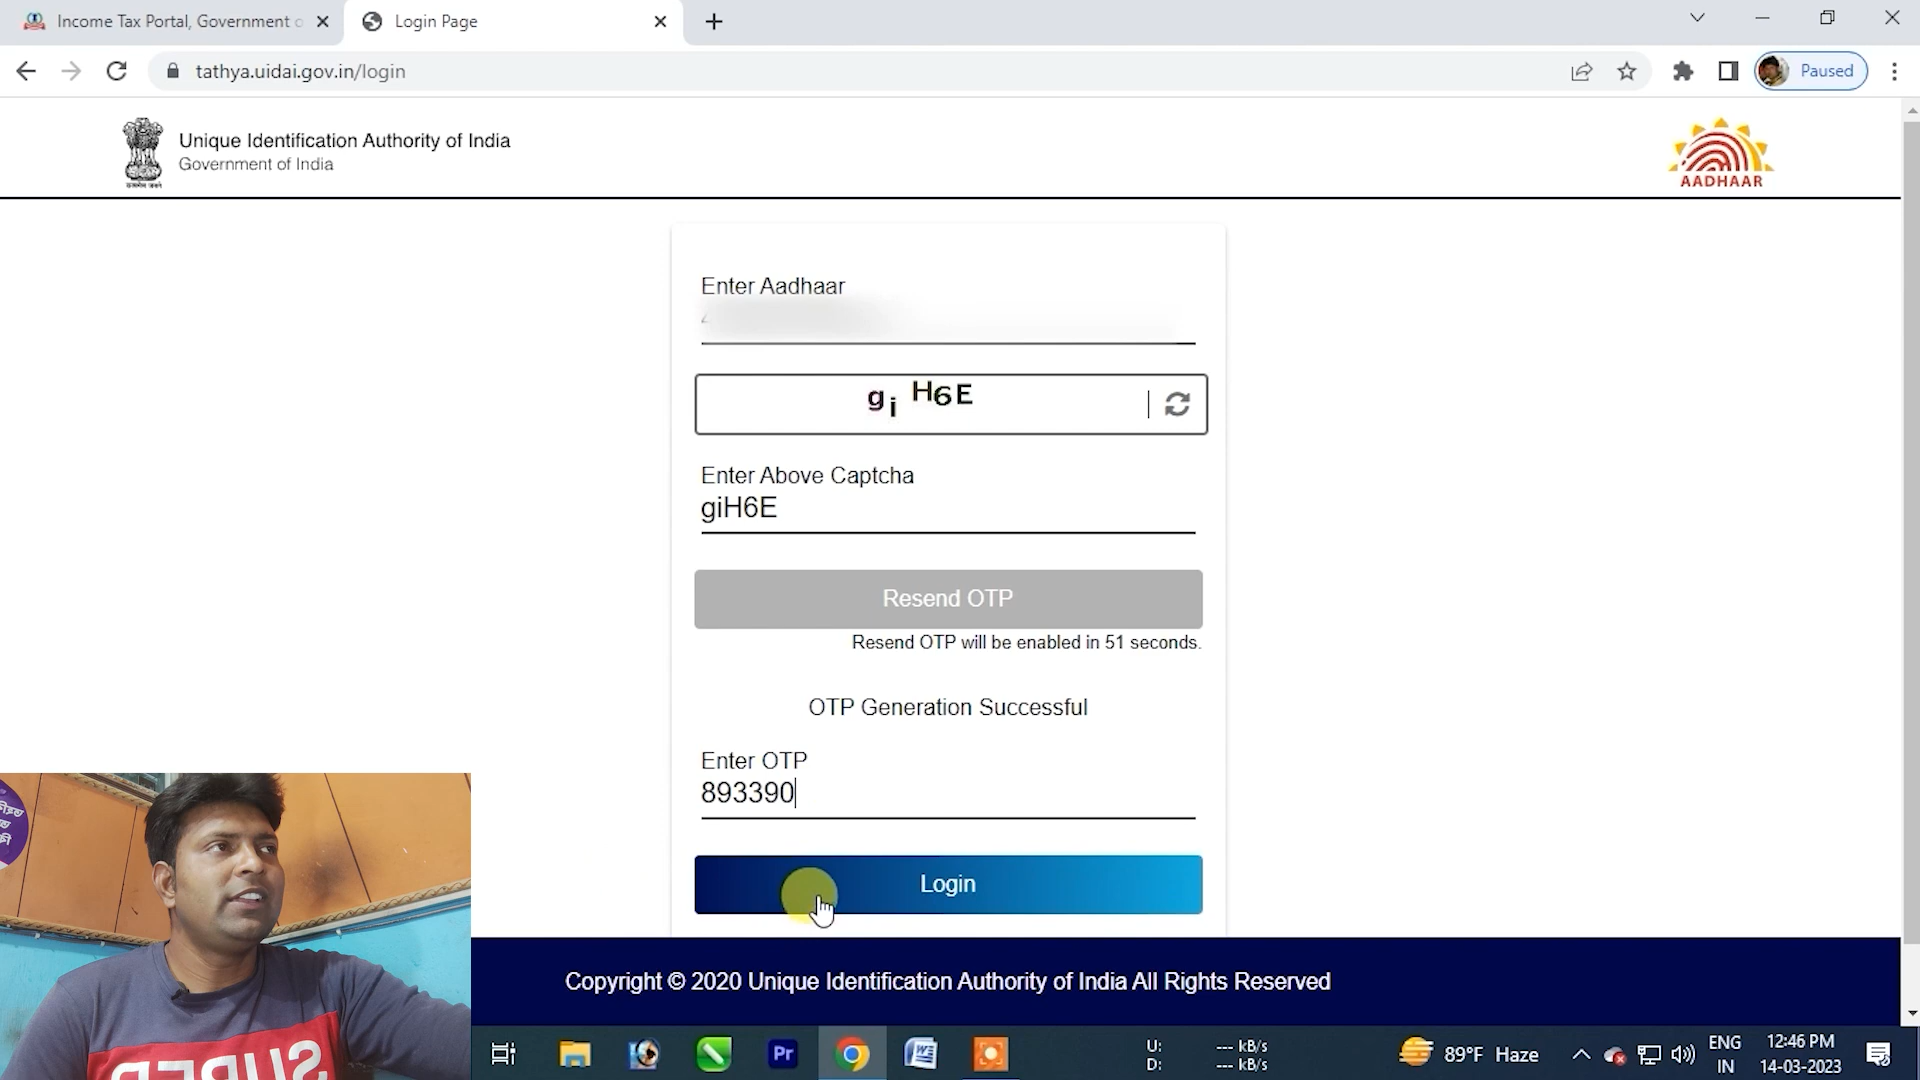 Income Tax Portal, Government o
Login Page
tathya.uidai.gov.in/login
Paused
Unique Identification Authority of India
Government of India
AADHAAR
Enter Aadhaar
gi H6E
Enter Above Captcha
giH6E
Resend OTP
Resend OTP will be enabled in 51 seconds.
OTP Generation Successful
Enter OTP
893390
Login
Copyright © 2020 Unique Identification Authority of India All Rights Reserved
Pr
U: --- kB/s
D: --- kB/s
89°F Haze
ENG
IN
12:46 PM
14-03-2023